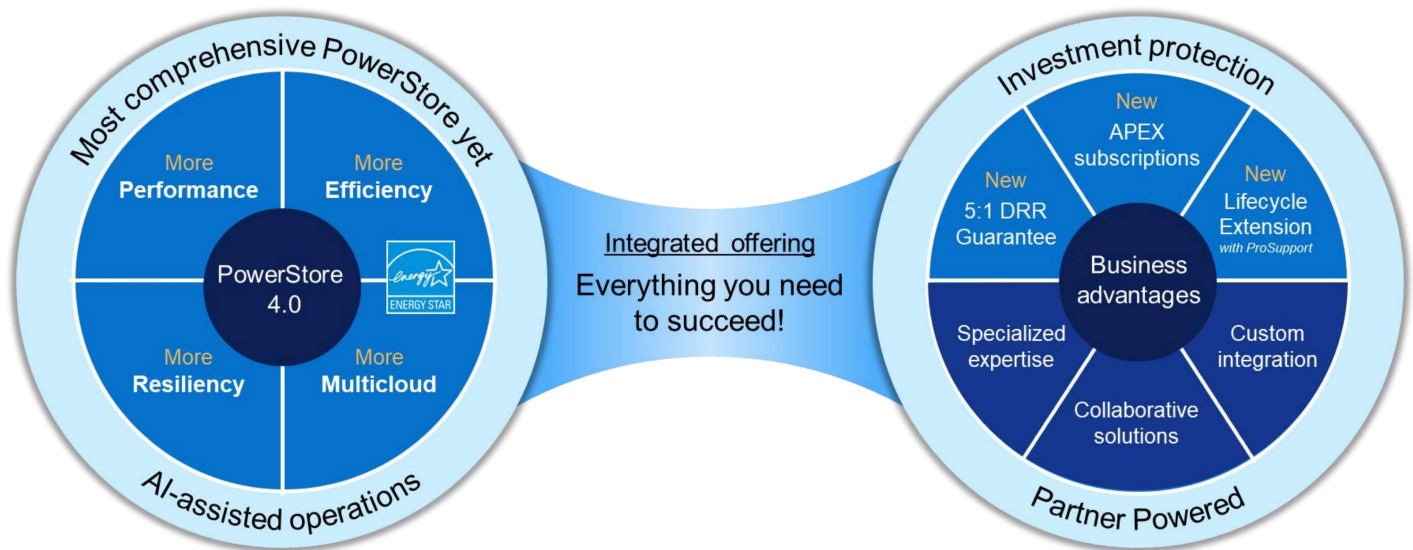 Most comprehensive PowerStore yet
More
Performance
More
Efficiency
PowerStore
4.0
energy
ENERGY STAR
More
Resiliency
More
Multicloud
AI-assisted operations
Integrated offering
Everything you need
to succeed!
Investment protection
New
APEX
subscriptions
New
5:1 DRR
Guarantee
New
Lifecycle
Extension
with ProSupport
Business
advantages
Specialized
expertise
Custom
integration
Collaborative
solutions
Partner Powered